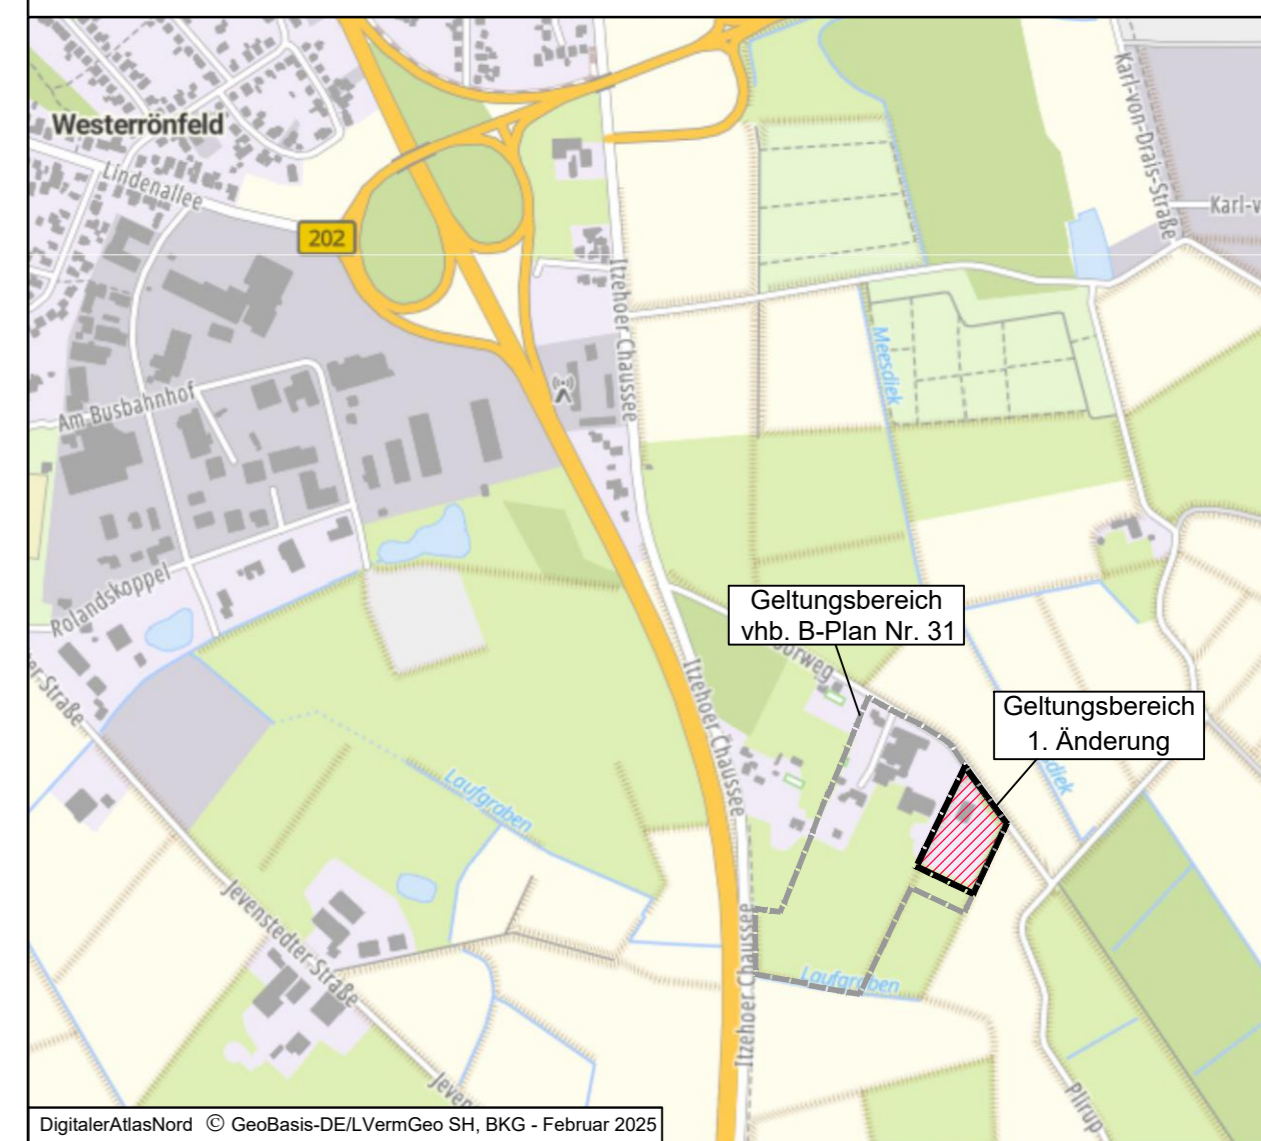 Westerrönfeld
Lindenallee
202
Karl-von-Drais-Straße
Itzehoer Chaussee
Meesdiek
Am Busbahnhof
Rolandskoppel
Geltungsbereich
vhb. B-Plan Nr. 31
Geltungsbereich
1. Änderung
Itzehoer Chaussee
Laufgraben
Jevenstedter-Straße
Itzehoer Chaussee
Laufgraben
DigitalerAtlasNord © GeoBasis-DE/LVermGeo SH, BKG - Februar 2025